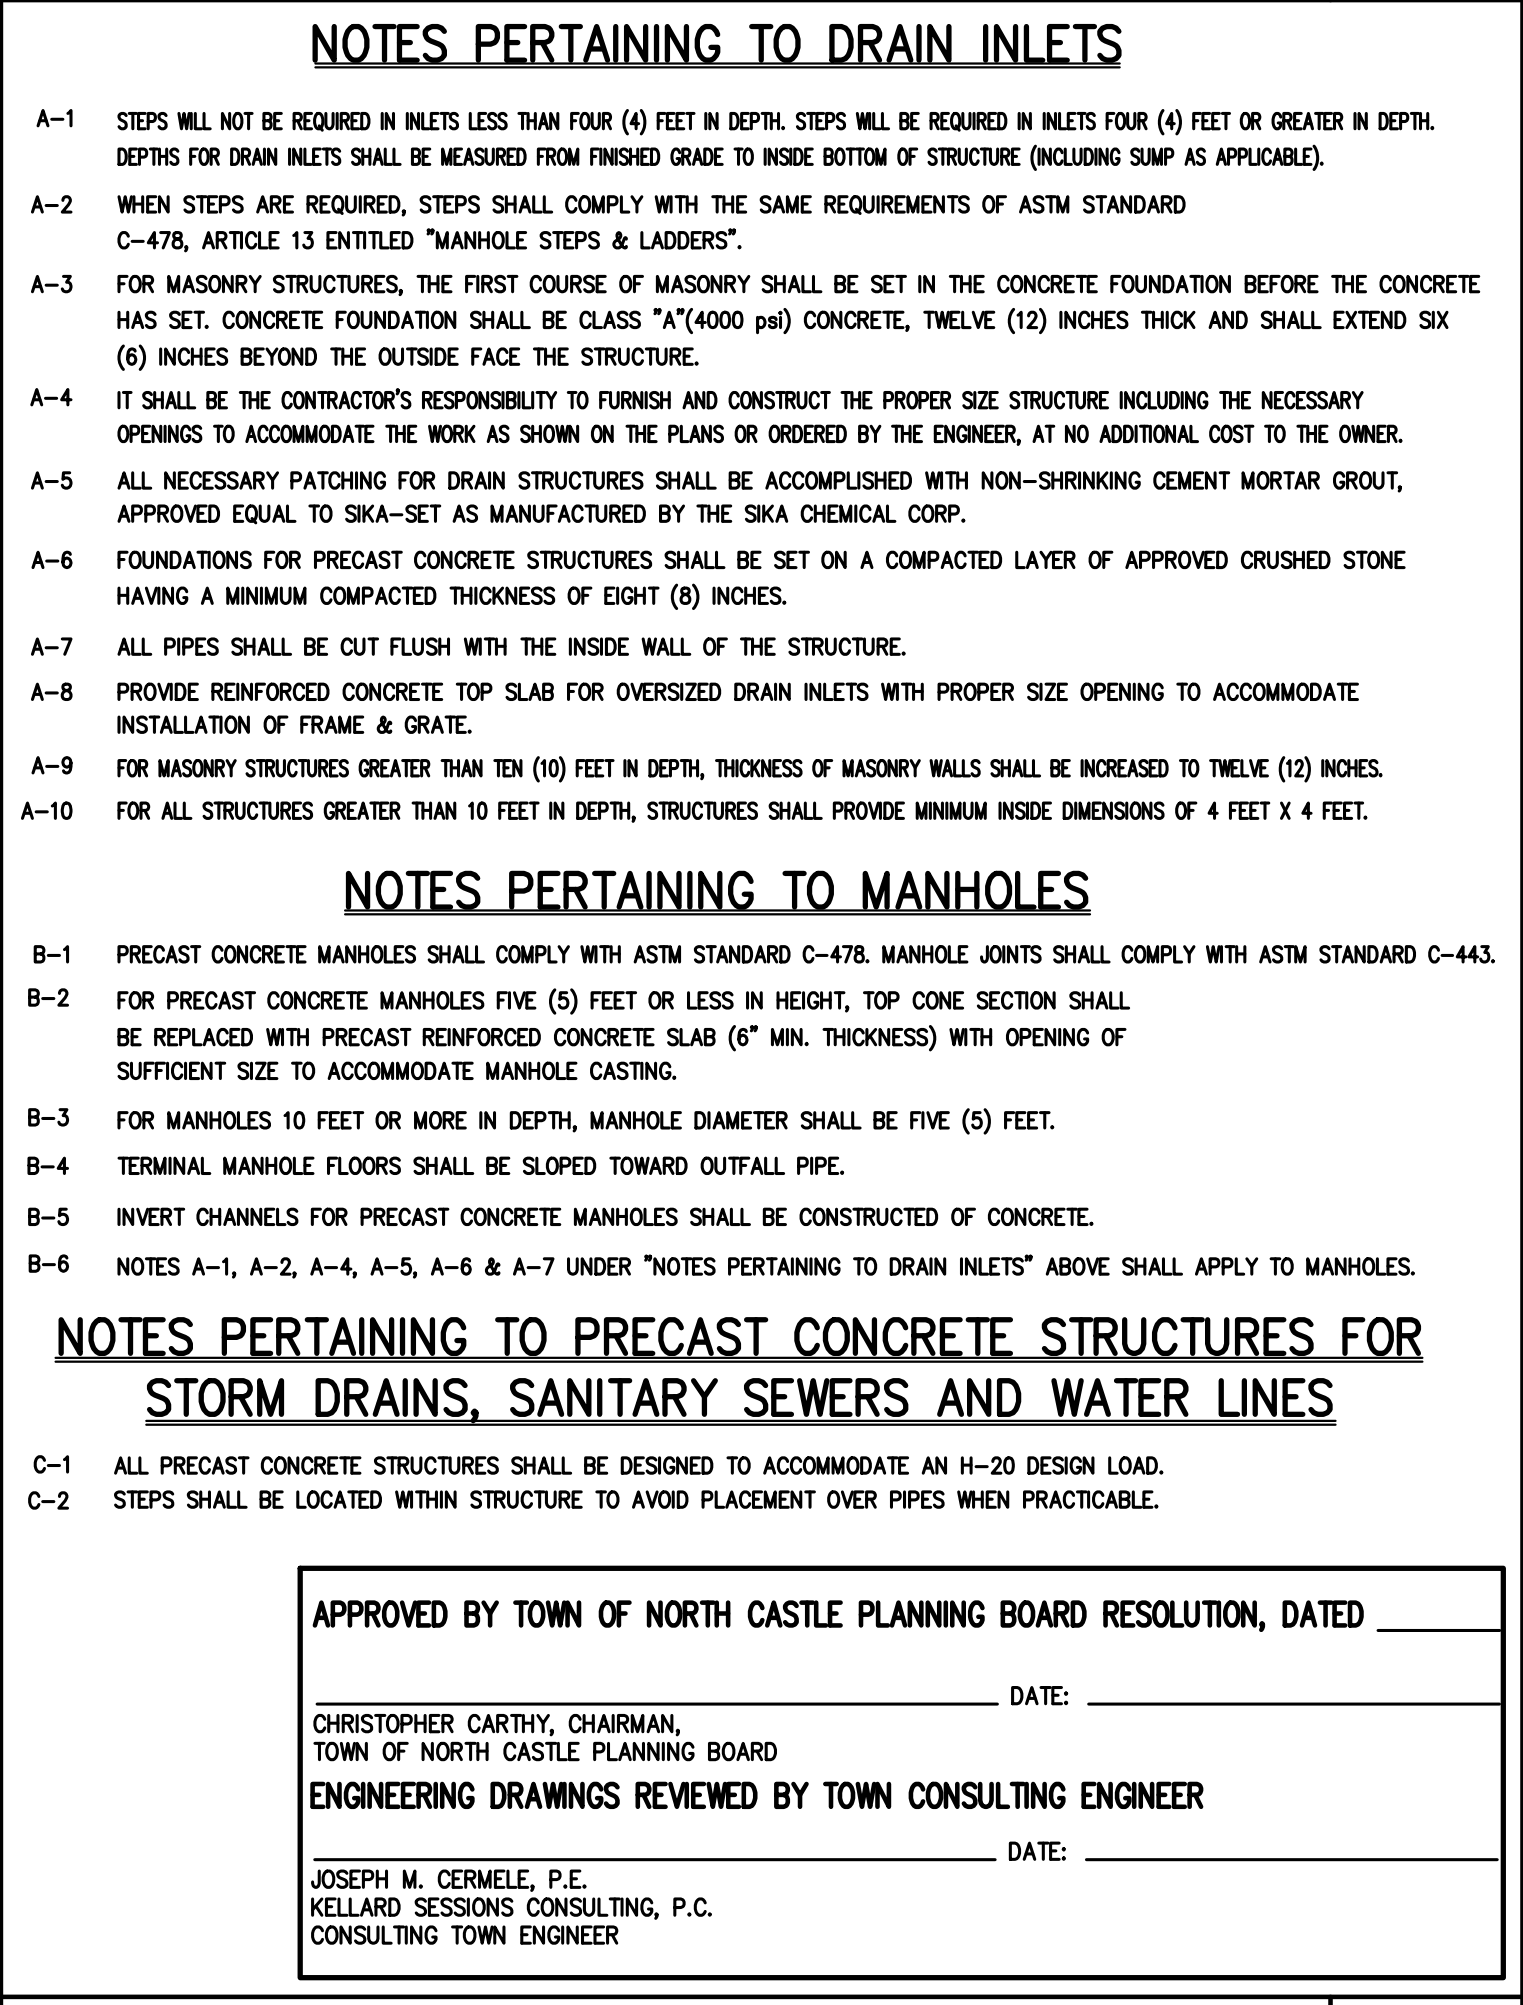 NOTES PERTAINING TO DRAIN INLETS
A-1 STEPS WILL NOT BE REQUIRED IN INLETS LESS THAN FOUR (4) FEET IN DEPTH. STEPS WILL BE REQUIRED IN INLETS FOUR (4) FEET OR GREATER IN DEPTH.
DEPTHS FOR DRAIN INLETS SHALL BE MEASURED FROM FINISHED GRADE TO INSIDE BOTTOM OF STRUCTURE (INCLUDING SUMP AS APPLICABLE).
A-2 WHEN STEPS ARE REQUIRED, STEPS SHALL COMPLY WITH THE SAME REQUIREMENTS OF ASTM STANDARD
C-478, ARTICLE 13 ENTITLED "MANHOLE STEPS & LADDERS".
A-3 FOR MASONRY STRUCTURES, THE FIRST COURSE OF MASONRY SHALL BE SET IN THE CONCRETE FOUNDATION BEFORE THE CONCRETE
HAS SET. CONCRETE FOUNDATION SHALL BE CLASS "A"(4000 psi) CONCRETE, TWELVE (12) INCHES THICK AND SHALL EXTEND SIX
(6) INCHES BEYOND THE OUTSIDE FACE THE STRUCTURE.
A-4 IT SHALL BE THE CONTRACTOR'S RESPONSIBILITY TO FURNISH AND CONSTRUCT THE PROPER SIZE STRUCTURE INCLUDING THE NECESSARY
OPENINGS TO ACCOMMODATE THE WORK AS SHOWN ON THE PLANS OR ORDERED BY THE ENGINEER, AT NO ADDITIONAL COST TO THE OWNER.
A-5 ALL NECESSARY PATCHING FOR DRAIN STRUCTURES SHALL BE ACCOMPLISHED WITH NON-SHRINKING CEMENT MORTAR GROUT,
APPROVED EQUAL TO SIKA-SET AS MANUFACTURED BY THE SIKA CHEMICAL CORP.
A-6 FOUNDATIONS FOR PRECAST CONCRETE STRUCTURES SHALL BE SET ON A COMPACTED LAYER OF APPROVED CRUSHED STONE
HAVING A MINIMUM COMPACTED THICKNESS OF EIGHT (8) INCHES.
A-7 ALL PIPES SHALL BE CUT FLUSH WITH THE INSIDE WALL OF THE STRUCTURE.
A-8 PROVIDE REINFORCED CONCRETE TOP SLAB FOR OVERSIZED DRAIN INLETS WITH PROPER SIZE OPENING TO ACCOMMODATE
INSTALLATION OF FRAME & GRATE.
A-9 FOR MASONRY STRUCTURES GREATER THAN TEN (10) FEET IN DEPTH, THICKNESS OF MASONRY WALLS SHALL BE INCREASED TO TWELVE (12) INCHES.
A-10 FOR ALL STRUCTURES GREATER THAN 10 FEET IN DEPTH, STRUCTURES SHALL PROVIDE MINIMUM INSIDE DIMENSIONS OF 4 FEET X 4 FEET.
NOTES PERTAINING TO MANHOLES
B-1 PRECAST CONCRETE MANHOLES SHALL COMPLY WITH ASTM STANDARD C-478. MANHOLE JOINTS SHALL COMPLY WITH ASTM STANDARD C-443.
B-2 FOR PRECAST CONCRETE MANHOLES FIVE (5) FEET OR LESS IN HEIGHT, TOP CONE SECTION SHALL
BE REPLACED WITH PRECAST REINFORCED CONCRETE SLAB (6" MIN. THICKNESS) WITH OPENING OF
SUFFICIENT SIZE TO ACCOMMODATE MANHOLE CASTING.
B-3 FOR MANHOLES 10 FEET OR MORE IN DEPTH, MANHOLE DIAMETER SHALL BE FIVE (5) FEET.
B-4 TERMINAL MANHOLE FLOORS SHALL BE SLOPED TOWARD OUTFALL PIPE.
B-5 INVERT CHANNELS FOR PRECAST CONCRETE MANHOLES SHALL BE CONSTRUCTED OF CONCRETE.
B-6 NOTES A-1, A-2, A-4, A-5, A-6 & A-7 UNDER "NOTES PERTAINING TO DRAIN INLETS" ABOVE SHALL APPLY TO MANHOLES.
NOTES PERTAINING TO PRECAST CONCRETE STRUCTURES FOR
STORM DRAINS, SANITARY SEWERS AND WATER LINES
C-1 ALL PRECAST CONCRETE STRUCTURES SHALL BE DESIGNED TO ACCOMMODATE AN H-20 DESIGN LOAD.
C-2 STEPS SHALL BE LOCATED WITHIN STRUCTURE TO AVOID PLACEMENT OVER PIPES WHEN PRACTICABLE.
APPROVED BY TOWN OF NORTH CASTLE PLANNING BOARD RESOLUTION, DATED
DATE:
CHRISTOPHER CARTHY, CHAIRMAN,
TOWN OF NORTH CASTLE PLANNING BOARD
ENGINEERING DRAWINGS REVIEWED BY TOWN CONSULTING ENGINEER
DATE:
JOSEPH M. CERMELE, P.E.
KELLARD SESSIONS CONSULTING, P.C.
CONSULTING TOWN ENGINEER